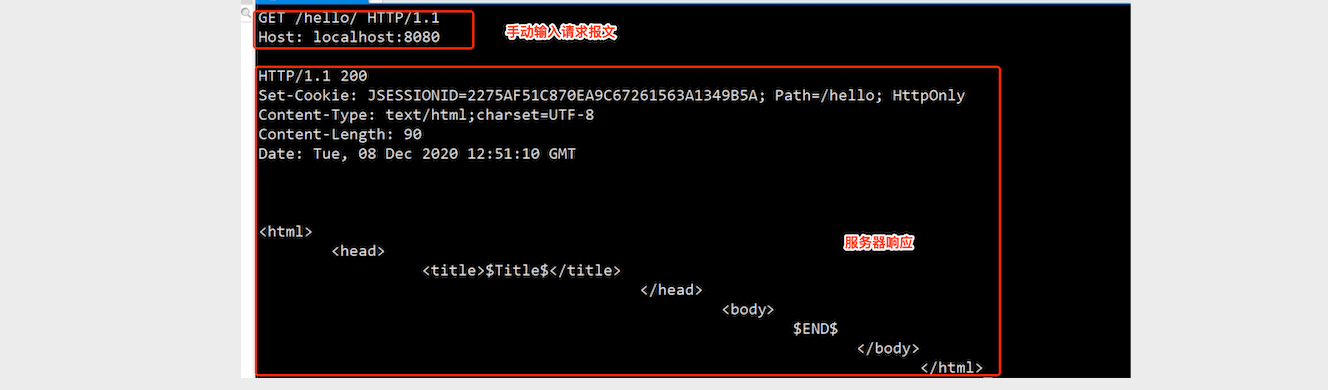 GET /hello/ HTTP/1.1
Host: localhost:8080
手动输入请求报文
HTTP/1.1 200
Set-Cookie: JSESSIONID=2275AF51C870EA9C67261563A1349B5A; Path=/hello; HttpOnly
Content-Type: text/html;charset=UTF-8
Content-Length: 90
Date: Tue, 08 Dec 2020 12:51:10 GMT
<html>
<head>
服务器响应
<title>$Title$</title>
</head>
<body>
$END$
</body>
</html>